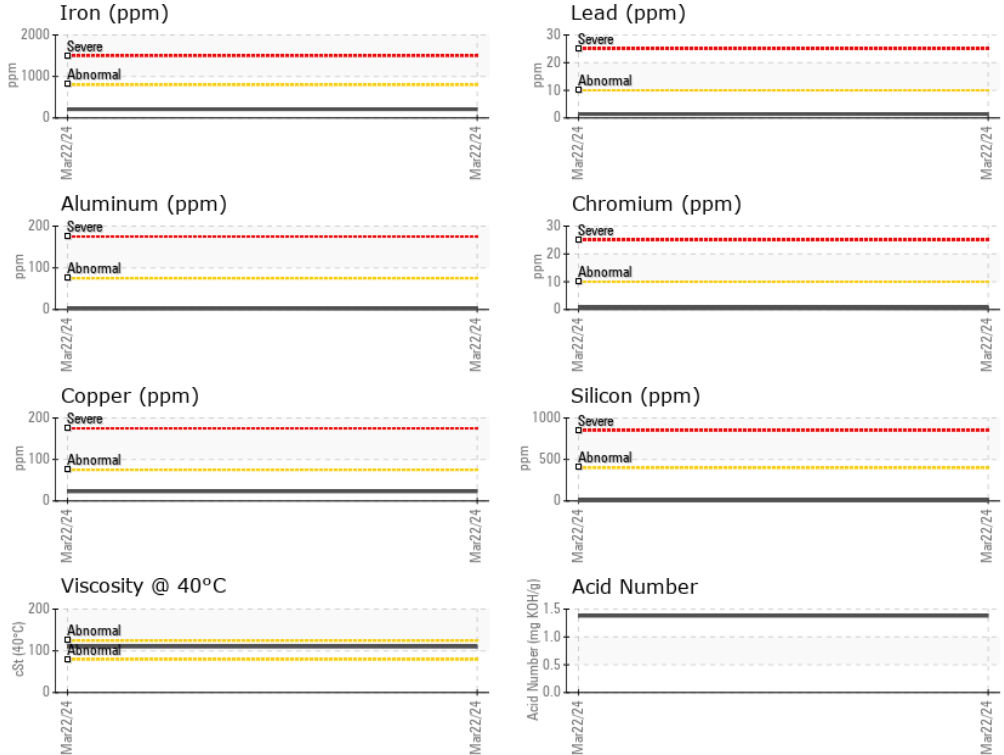 Iron (ppm)
2000
1000
0
ppm
Severe
Abnormal
Mar22/24
Mar22/24
Lead (ppm)
30
20
10
0
ppm
Severe
Abnormal
Mar22/24
Mar22/24
Aluminum (ppm)
200
100
0
ppm
Severe
Abnormal
Mar22/24
Mar22/24
Chromium (ppm)
30
20
10
0
ppm
Severe
Abnormal
Mar22/24
Mar22/24
Copper (ppm)
200
100
0
ppm
Severe
Abnormal
Mar22/24
Mar22/24
Silicon (ppm)
1000
500
0
ppm
Severe
Abnormal
Mar22/24
Mar22/24
Viscosity @ 40°C
200
100
0
cSt (40°C)
Abnormal
Abnormal
Mar22/24
Mar22/24
Acid Number
1.5
1.0
0.5
0.0
Acid Number (mg KOH/g)
Mar22/24
Mar22/24